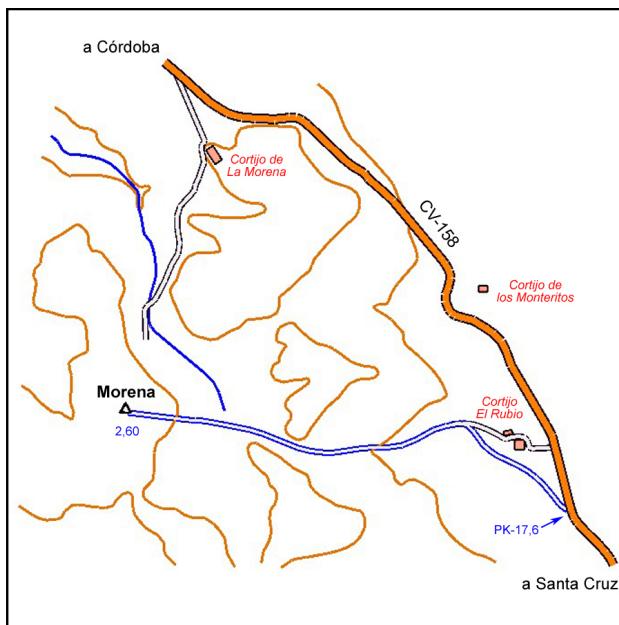 a Córdoba
Cortijo de
La Morena
CV-158
Cortijo de
los Monteritos
Morena
2,60
Cortijo
El Rubio
PK-17,6
a Santa Cruz